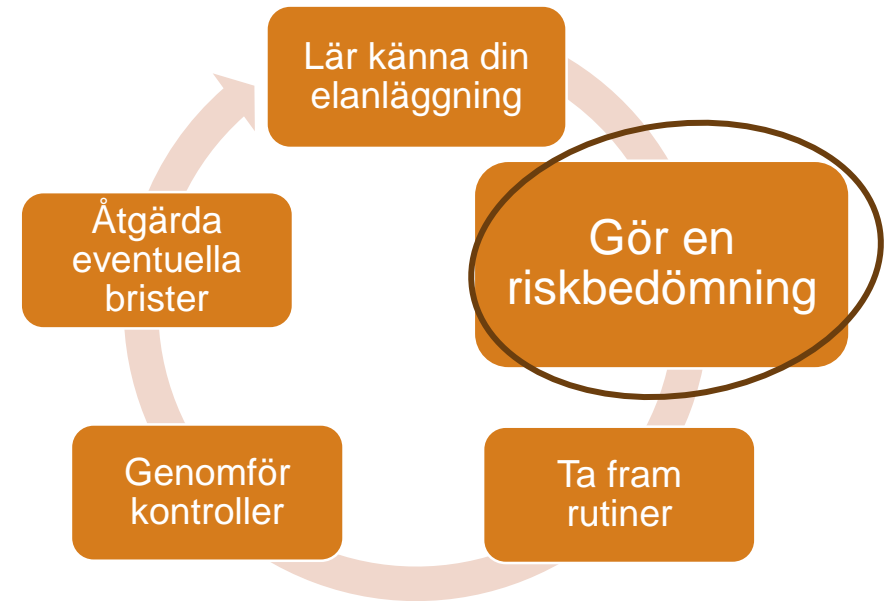 Lär känna din
elanläggning
Gör en
riskbedömning
Ta fram
rutiner
Genomför
kontroller
Åtgärda
eventuella
brister